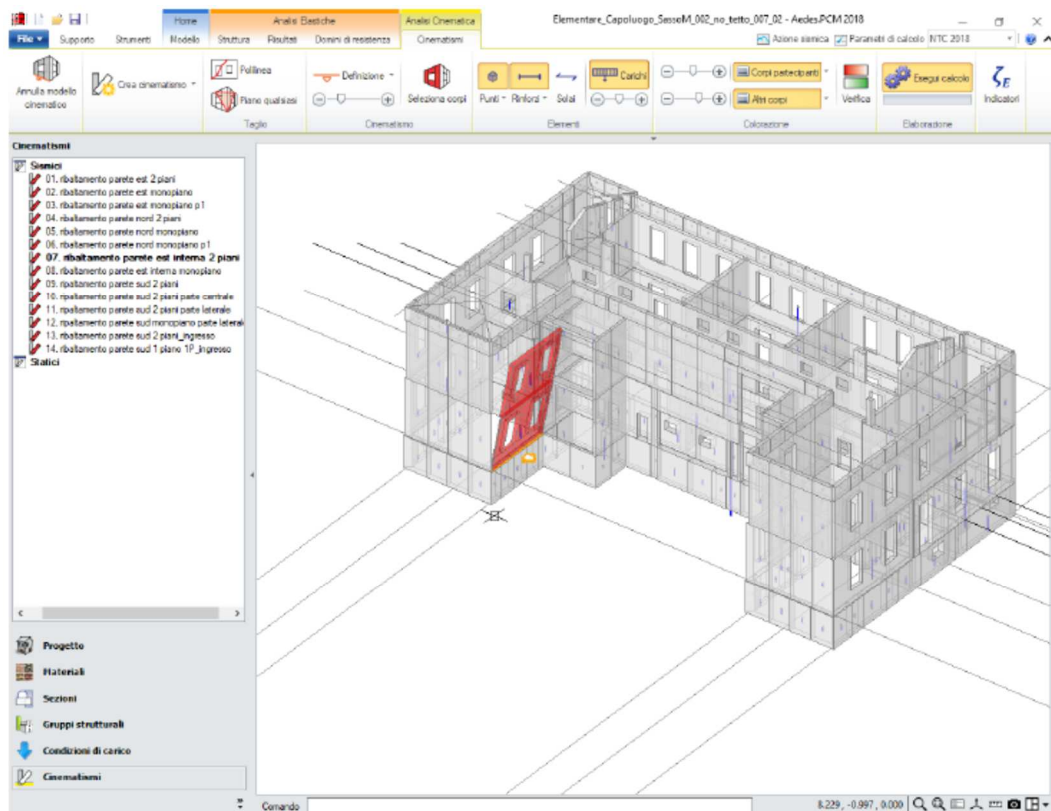 Home
Analisi Elastiche
Analisi Cinematica
Elementare_Capoluogo_SassoM_002_no_tetto_007_02 - Aedes.PCM 2018
File
Supporto
Strumenti
Modello
Struttura
Risultati
Domini di resistenza
Cinematismi
Azione sismica
Parametri di calcolo
NTC 2018
Annulla modello
cinematico
Crea cinematismo
Polilinea
Piano qualsiasi
Taglio
Definizione
Seleziona corpi
Cinematismo
Punti
Rinforzi
Solai
Carichi
Elementi
Corpi partecipanti
Altri corpi
Colorazione
Verifica
Esegui calcolo
Elaborazione
ζE
Indicatori
Cinematismi
Sismici
01. ribaltamento parete est 2 piani
02. ribaltamento parete est monopiano
03. ribaltamento parete est monopiano p1
04. ribaltamento parete nord 2 piani
05. ribaltamento parete nord monopiano
06. ribaltamento parete nord monopiano p1
07. ribaltamento parete est interna 2 piani
08. ribaltamento parete est interna monopiano
09. ribaltamento parete sud 2 piani
10. ribaltamento parete sud 2 piani parte centrale
11. ribaltamento parete sud 2 piani parte laterale
12. ribaltamento parete sud monopiano parte laterale
13. ribaltamento parete sud 2 piani_ingresso
14. ribaltamento parete sud 1 piano 1P_ingresso
Statici
Progetto
Materiali
Sezioni
Gruppi strutturali
Condizioni di carico
Cinematismi
Comando
8.229, -0.997, 0.000